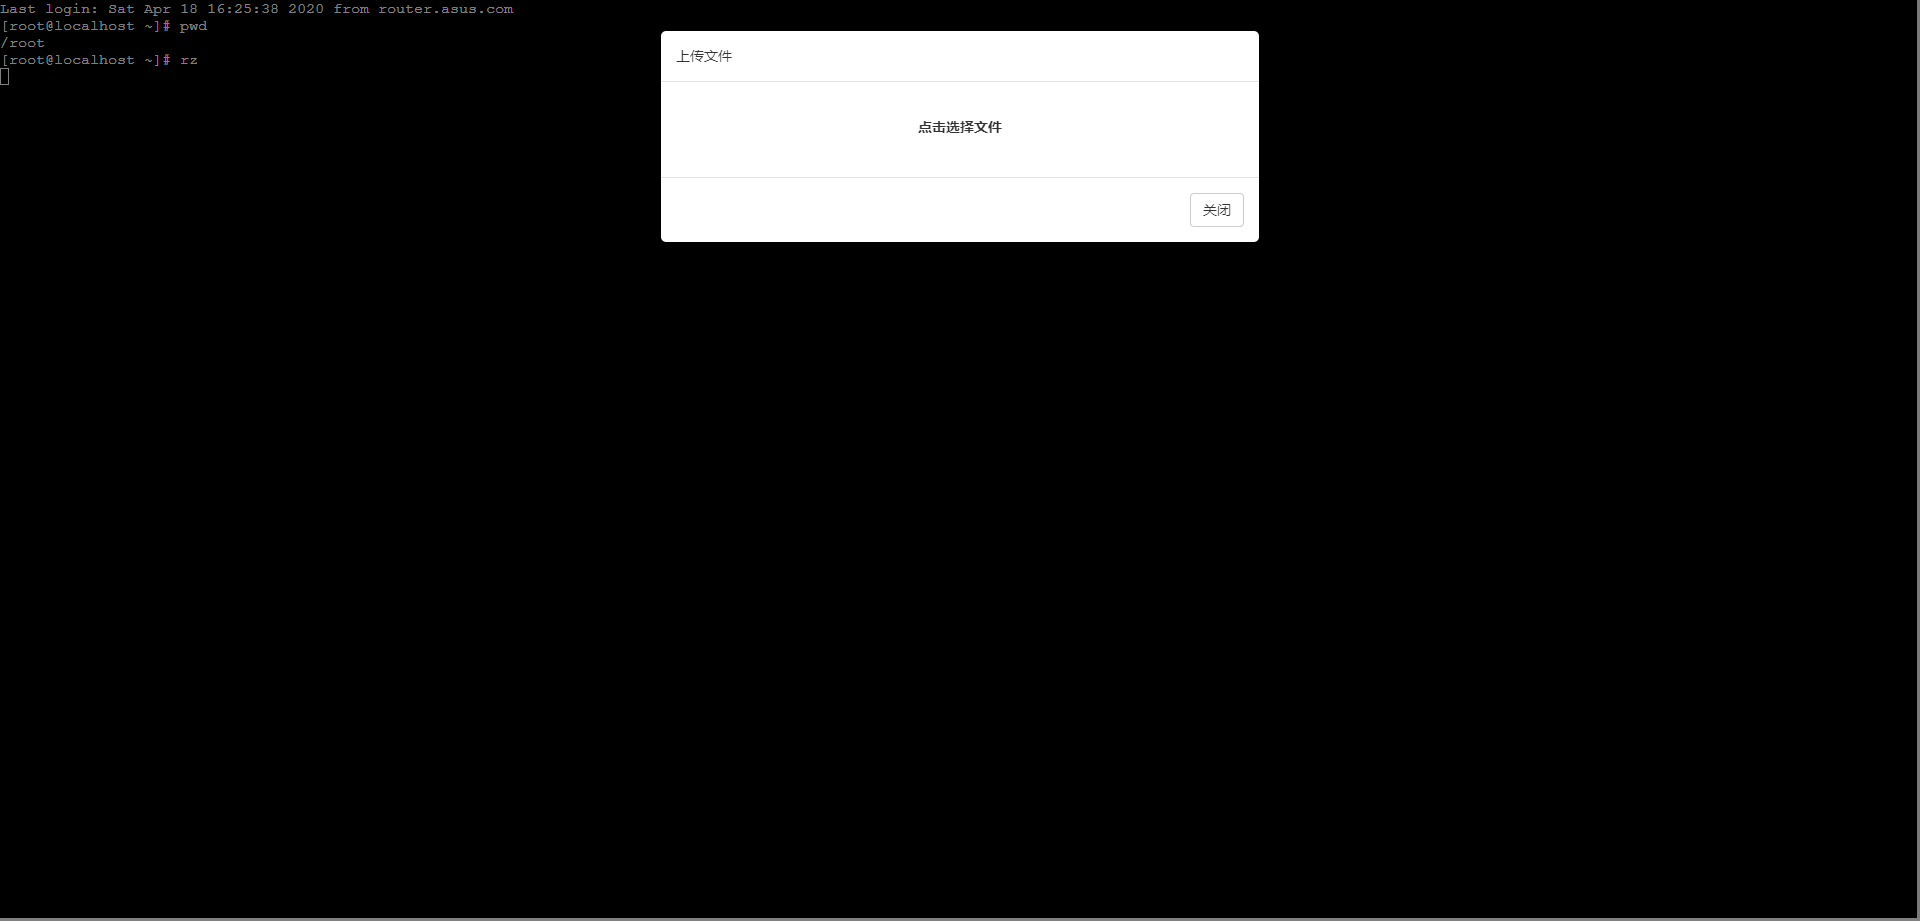 Last login: Sat Apr 18 16:25:38 2020 from router.asus.com
[root@localhost ~]# pwd
/root
[root@localhost ~]# rz
上传文件
点击选择文件
关闭